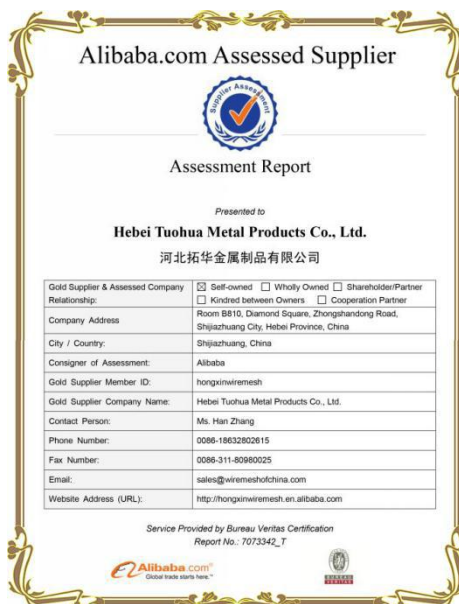 Alibaba.com Assessed Supplier
Supplier Assessment
Assessment Report
Presented to
Hebei Tuohua Metal Products Co., Ltd.
河北拓华金属制品有限公司
Gold Supplier & Assessed Company Relationship:
☒ Self-owned ☐ Wholly Owned ☐ Shareholder/Partner
☐ Kindred between Owners ☐ Cooperation Partner
Company Address
Room B810, Diamond Square, Zhongshandong Road,
Shijiazhuang City, Hebei Province, China
City / Country: Shijiazhuang, China
Consigner of Assessment: Alibaba
Gold Supplier Member ID: hongxinwiremesh
Gold Supplier Company Name: Hebei Tuohua Metal Products Co., Ltd.
Contact Person: Ms. Han Zhang
Phone Number: 0086-18632802615
Fax Number: 0086-311-80980025
Email: sales@wiremeshofchina.com
Website Address (URL): http://hongxinwiremesh.en.alibaba.com
Service Provided by Bureau Veritas Certification
Report No.: 7073342_T
Alibaba.com®
Global trade starts here.™
BUREAU
VERITAS